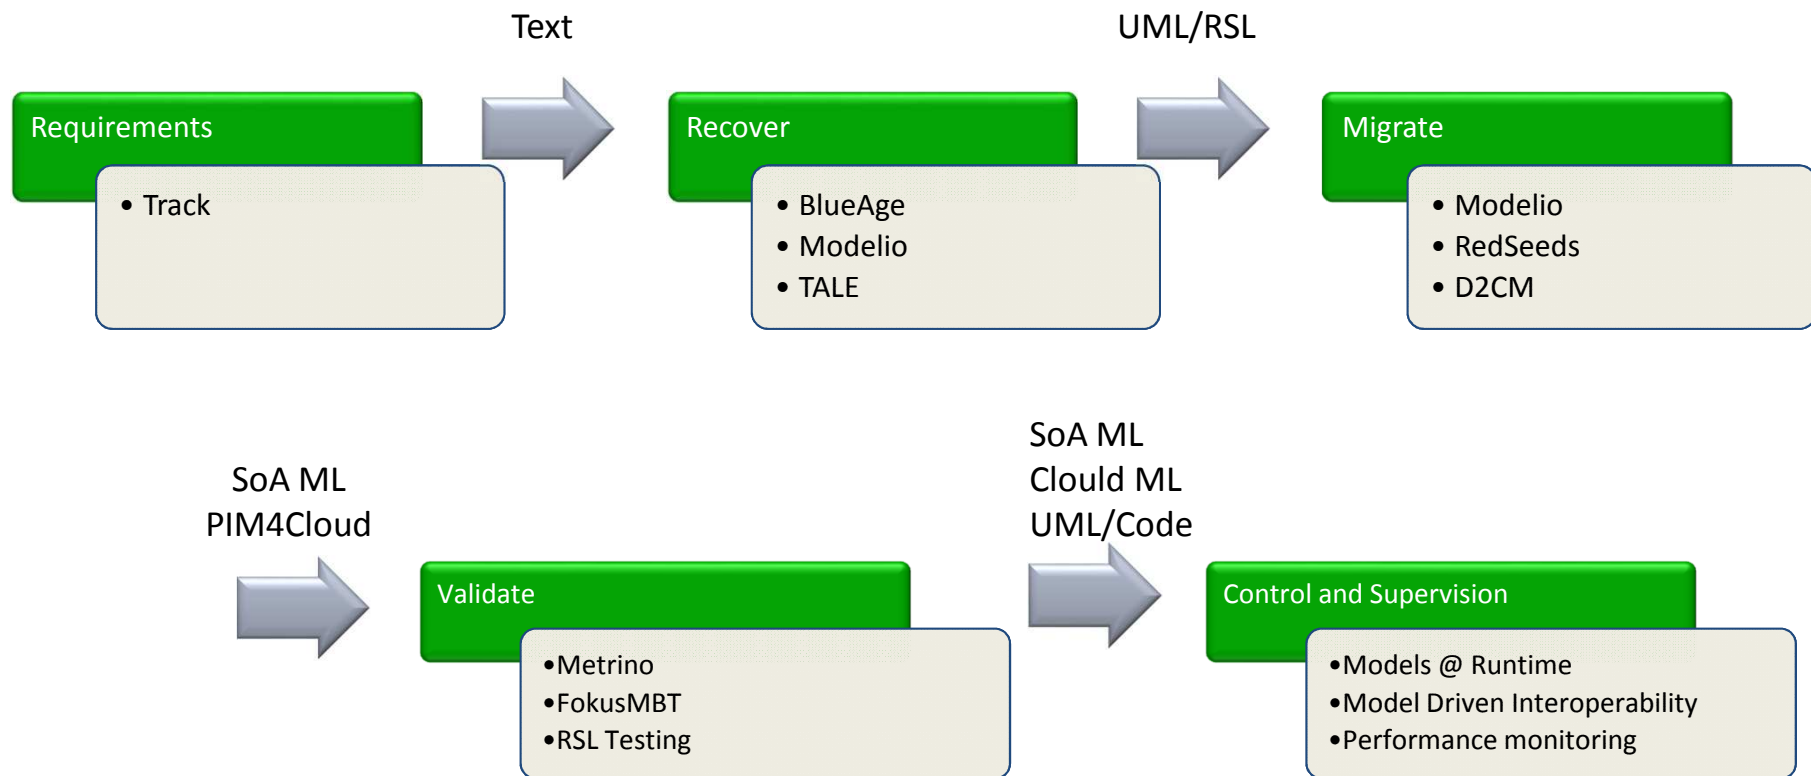 Text
UML/RSL
Requirements
• Track
Recover
• BlueAge
• Modelio
• TALE
Migrate
• Modelio
• RedSeeds
• D2CM
SoA ML
PIM4Cloud
Validate
•Metrino
•FokusMBT
•RSL Testing
SoA ML
Clould ML
UML/Code
Control and Supervision
•Models @ Runtime
•Model Driven Interoperability
•Performance monitoring